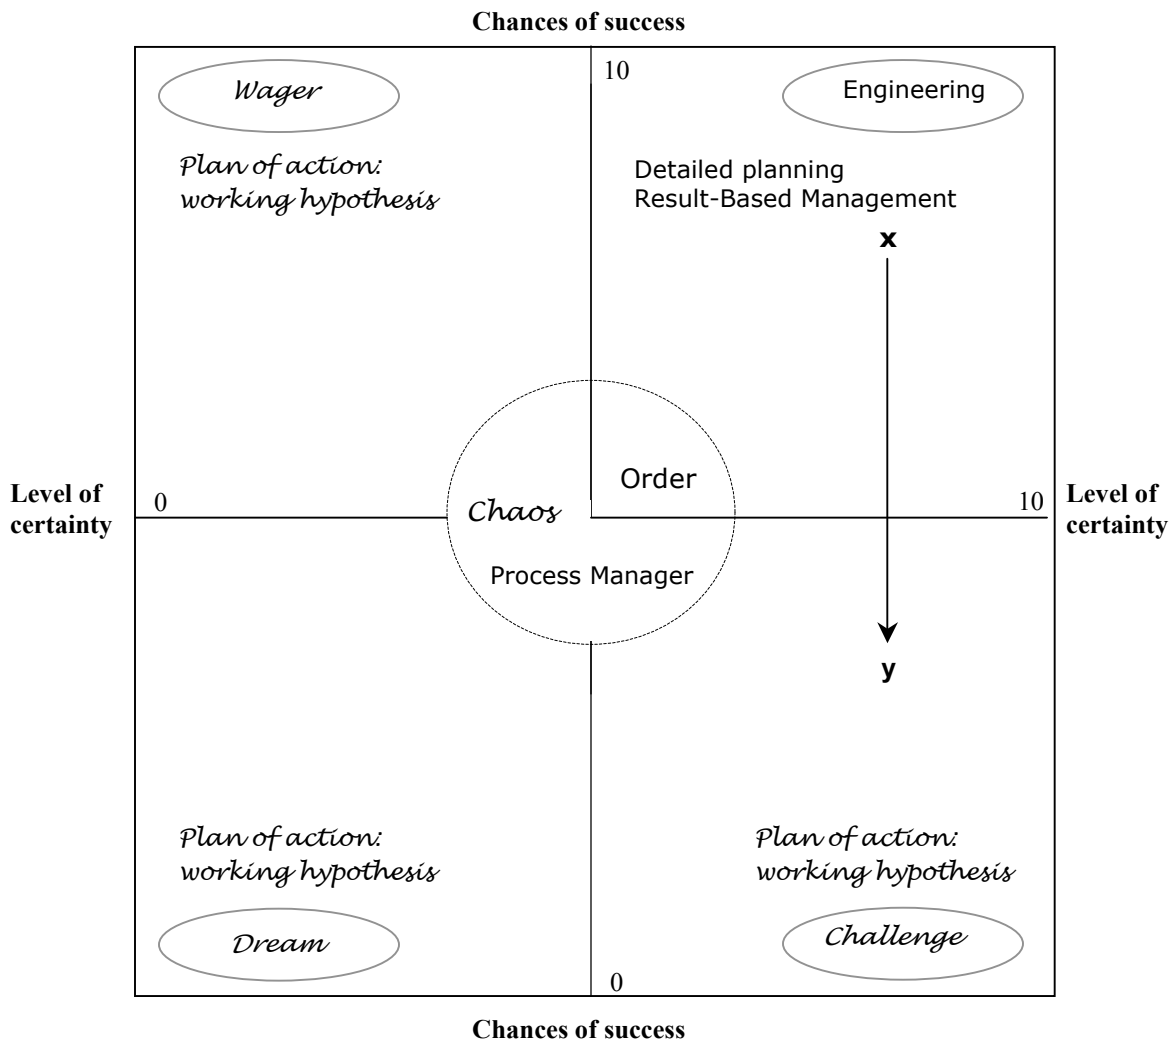 Chances of success
10
Wager
Engineering
Plan of action:
working hypothesis
Detailed planning
Result-Based Management
x
Order
Chaos
Process Manager
Level of
certainty
0
10
Level of
certainty
y
Plan of action:
working hypothesis
Plan of action:
working hypothesis
Dream
Challenge
0
Chances of success